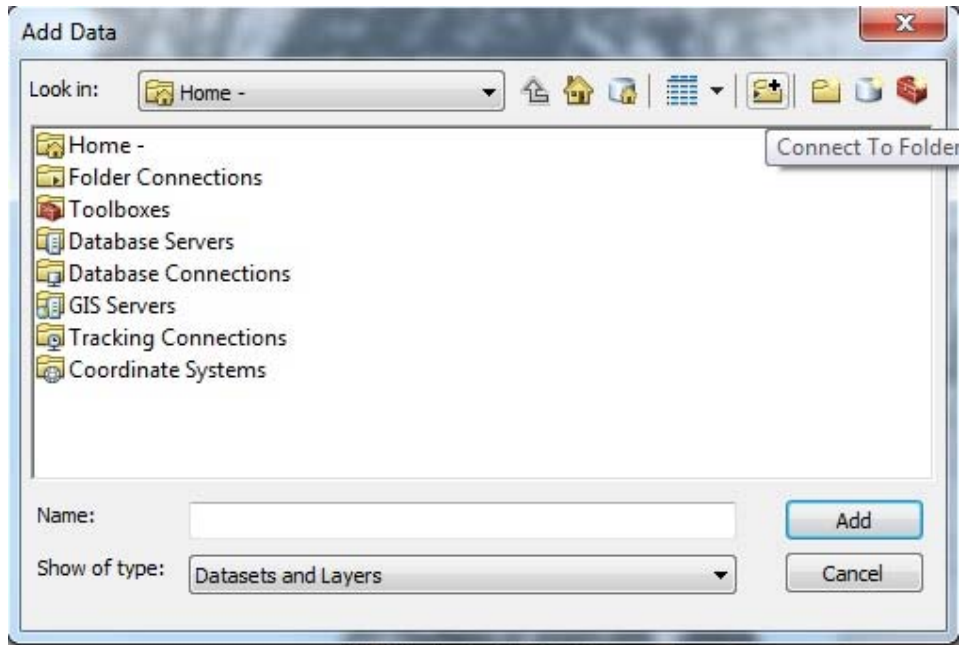 Add Data
Look in: Home -
Connect To Folder
Home -
Folder Connections
Toolboxes
Database Servers
Database Connections
GIS Servers
Tracking Connections
Coordinate Systems
Name: Add
Show of type: Datasets and Layers Cancel